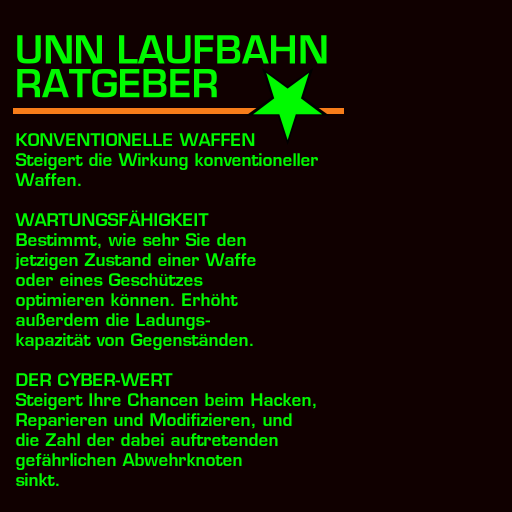 UNN LAUFBAHN
RATGEBER
KONVENTIONELLE WAFFEN
Steigert die Wirkung konventioneller
Waffen.
WARTUNGSFÄHIGKEIT
Bestimmt, wie sehr Sie den
jetzigen Zustand einer Waffe
oder eines Geschützes
optimieren können. Erhöht
außerdem die Ladungs-
kapazität von Gegenständen.
DER CYBER-WERT
Steigert Ihre Chancen beim Hacken,
Reparieren und Modifizieren, und
die Zahl der dabei auftretenden
gefährlichen Abwehrknoten
sinkt.